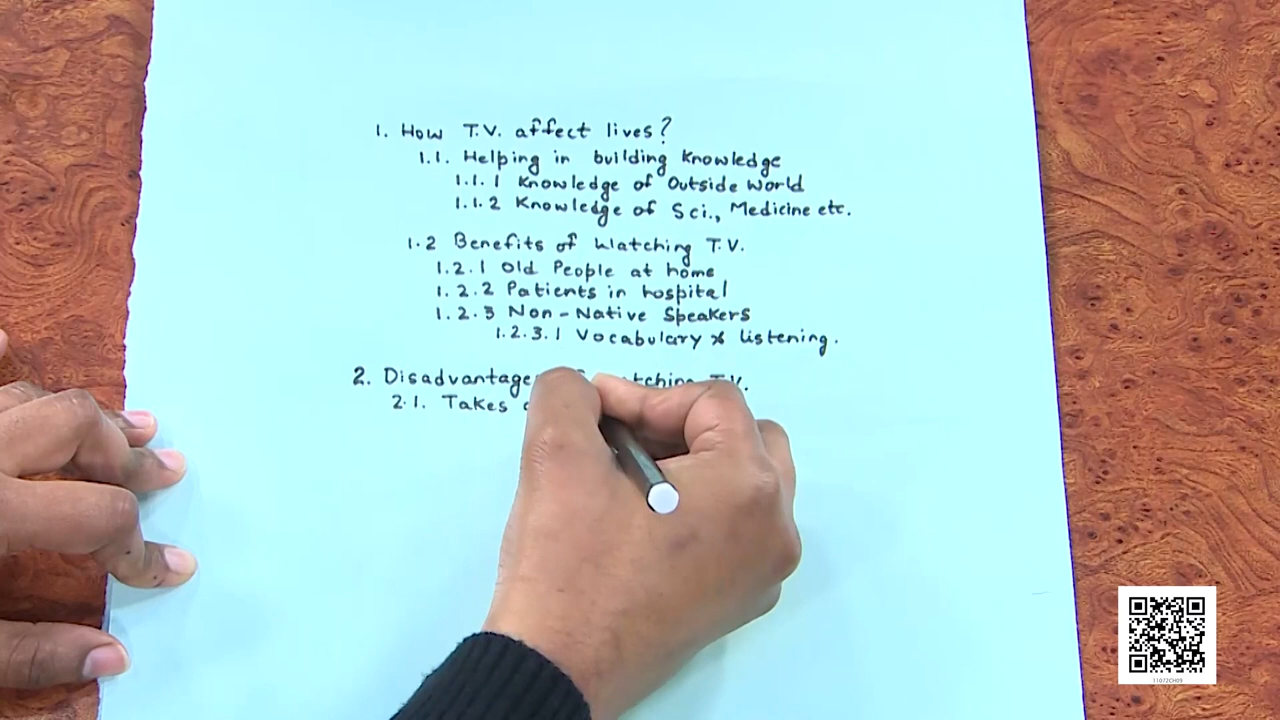 1. How T.V. affect lives?
1.1. Helping in building Knowledge
1.1.1 Knowledge of Outside World
1.1.2 Knowledge of Sci., Medicine etc.
1.2 Benefits of Watching T.V.
1.2.1 Old People at home
1.2.2 Patients in hospital
1.2.3 Non-Native Speakers
1.2.3.1 Vocabulary & listening.
2. Disadvantage T.V.
2.1. Takes
11072CH09